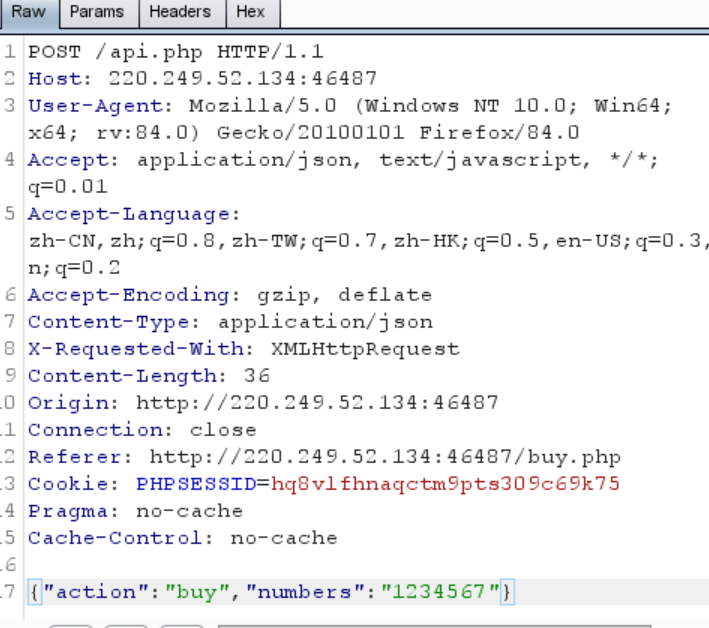 Raw Params Headers Hex
1 POST /api.php HTTP/1.1
2 Host: 220.249.52.134:46487
3 User-Agent: Mozilla/5.0 (Windows NT 10.0; Win64;
x64; rv:84.0) Gecko/20100101 Firefox/84.0
4 Accept: application/json, text/javascript, */*;
q=0.01
5 Accept-Language:
zh-CN,zh;q=0.8,zh-TW;q=0.7,zh-HK;q=0.5,en-US;q=0.3,
n;q=0.2
6 Accept-Encoding: gzip, deflate
7 Content-Type: application/json
8 X-Requested-With: XMLHttpRequest
9 Content-Length: 36
0 Origin: http://220.249.52.134:46487
1 Connection: close
2 Referer: http://220.249.52.134:46487/buy.php
3 Cookie: PHPSESSID=hq8vlfhnaqctm9pts309c69k75
4 Pragma: no-cache
5 Cache-Control: no-cache
6
7 {"action":"buy","numbers":"1234567"}